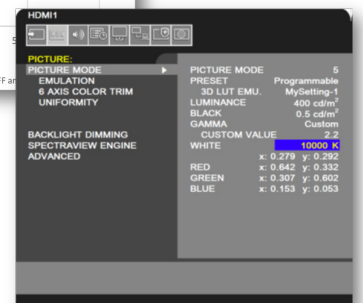 HDMI1
5
FF ar
PICTURE:
PICTURE MODE
EMULATION
6 AXIS COLOR TRIM
UNIFORMITY
BACKLIGHT DIMMING
SPECTRAVIEW ENGINE
ADVANCED
PICTURE MODE 5
PRESET Programmable
3D LUT EMU. MySetting-1
LUMINANCE 400 cd/m²
BLACK 0.5 cd/m²
GAMMA Custom
CUSTOM VALUE 2.2
WHITE 10000 K
x: 0.279 y: 0.292
RED x: 0.642 y: 0.332
GREEN x: 0.307 y: 0.602
BLUE x: 0.153 y: 0.053